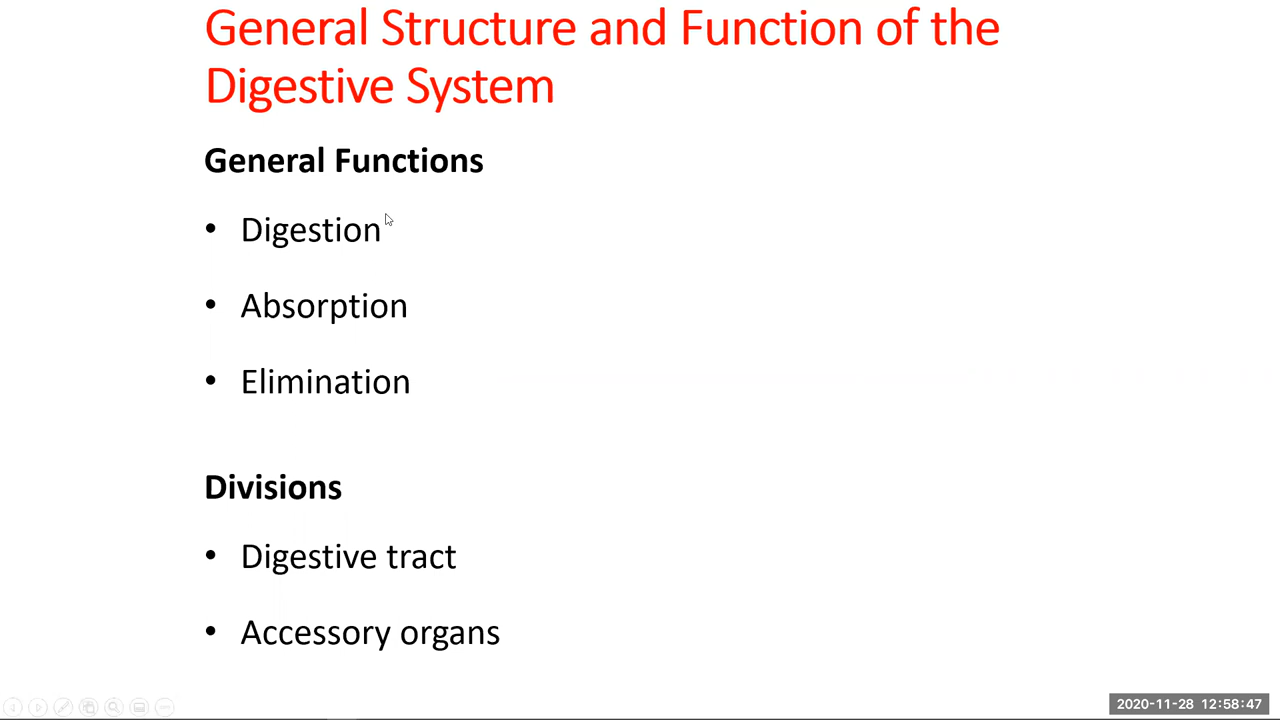 General Structure and Function of the
Digestive System
General Functions
• Digestion
• Absorption
• Elimination
Divisions
• Digestive tract
• Accessory organs
2020-11-28 12:58:47